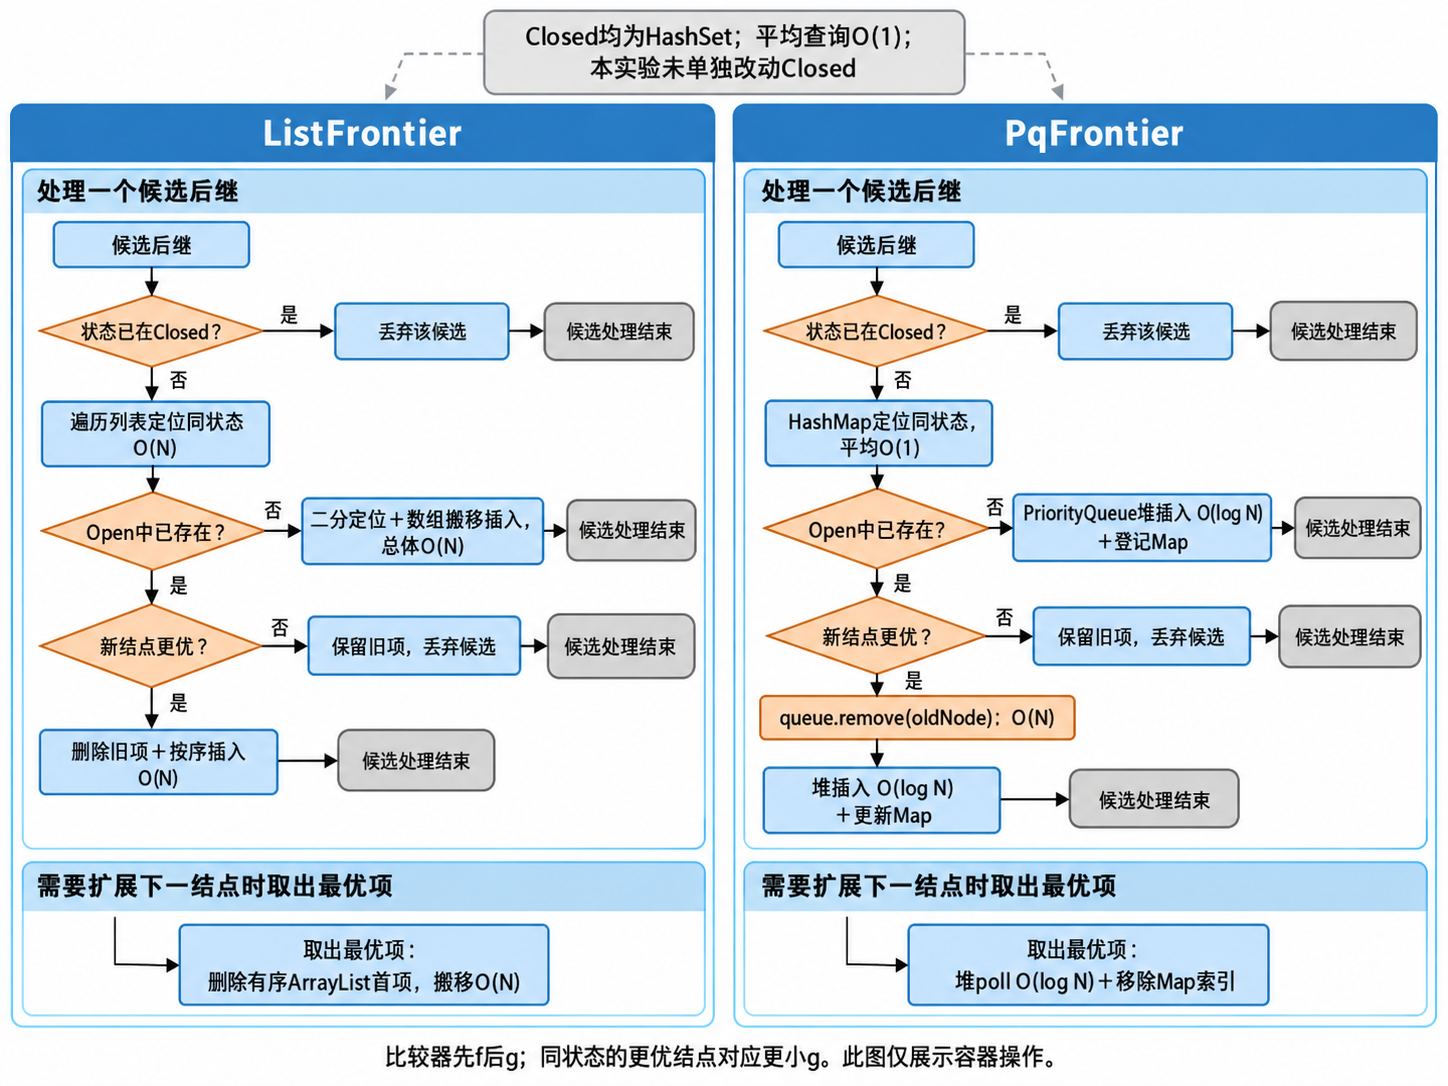 Closed均为HashSet；平均查询O(1)；
本实验未单独改动Closed
ListFrontier
处理一个候选后继
候选后继
状态已在Closed？
是
丢弃该候选
候选处理结束
否
遍历列表定位同状态
O(N)
Open中已存在？
否
二分定位＋数组搬移插入，
总体O(N)
候选处理结束
是
新结点更优？
否
保留旧项，丢弃候选
候选处理结束
是
删除旧项＋按序插入
O(N)
候选处理结束
需要扩展下一结点时取出最优项
取出最优项：
删除有序ArrayList首项，搬移O(N)
PqFrontier
处理一个候选后继
候选后继
状态已在Closed？
是
丢弃该候选
候选处理结束
否
HashMap定位同状态，
平均O(1)
Open中已存在？
否
PriorityQueue堆插入 O(log N)
＋登记Map
候选处理结束
是
新结点更优？
否
保留旧项，丢弃候选
候选处理结束
是
queue.remove(oldNode)：O(N)
堆插入 O(log N)
＋更新Map
候选处理结束
需要扩展下一结点时取出最优项
取出最优项：
堆poll O(log N)＋移除Map索引
比较器先f后g；同状态的更优结点对应更小g。此图仅展示容器操作。